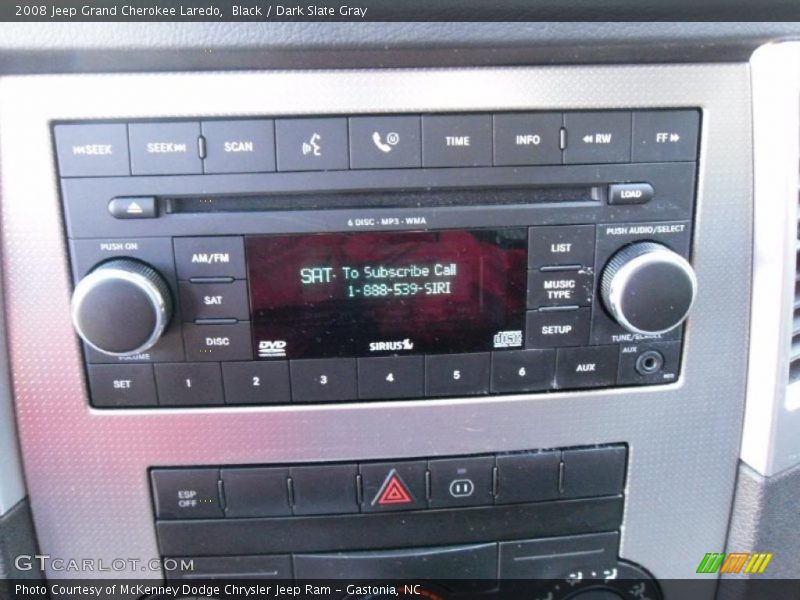 2008 Jeep Grand Cherokee Laredo, Black / Dark Slate Gray
SEEK SEEK SCAN TIME INFO RW FF
LOAD
6 DISC · MP3 · WMA
PUSH ON
PUSH AUDIO/SELECT
AM/FM
LIST
SAT
SAT- To Subscribe Call
1-888-539-SIRI
MUSIC
TYPE
DISC
SETUP
VOLUME
DVD
SIRIUS
disc
TUNE/SELECT
SET 1 2 3 4 5 6 AUX
AUX
ESP
OFF
GTCARLOT.COM
Photo Courtesy of McKenney Dodge Chrysler Jeep Ram - Gastonia, NC